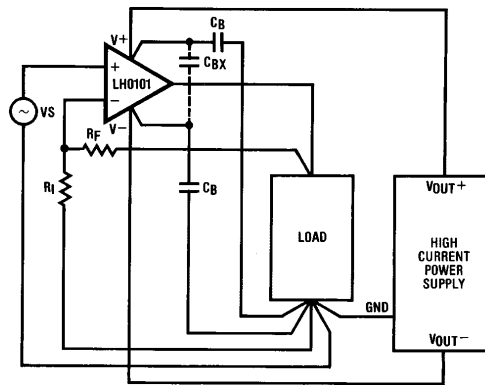 V+
CB
CBX
+
LH0101
−
V−
VS
RF
RI
CB
LOAD
VOUT+
HIGH
CURRENT
POWER
SUPPLY
GND
VOUT−